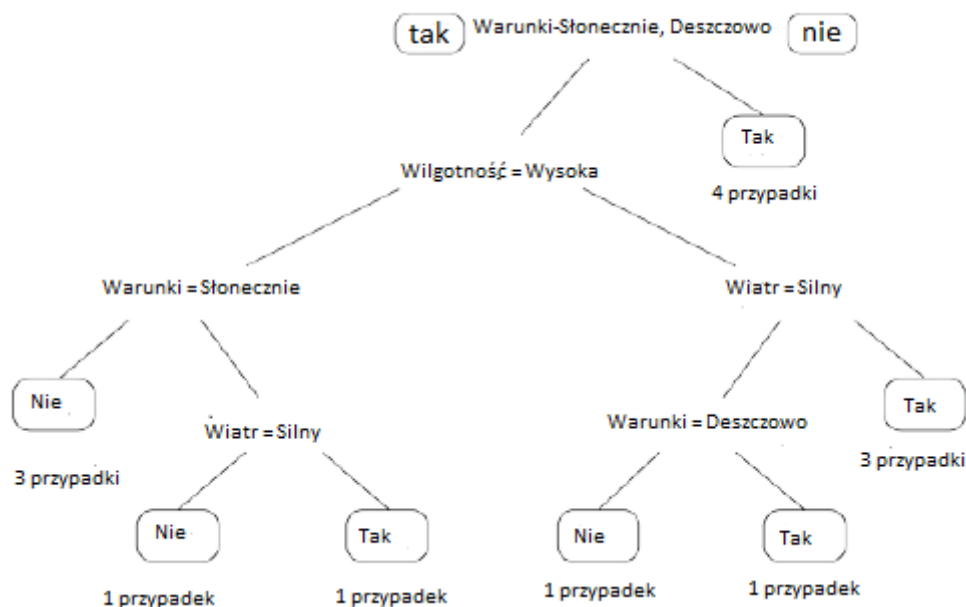 tak Warunki-Słonecznie, Deszczowo nie
Tak
Wilgotność = Wysoka
4 przypadki
Warunki = Słonecznie
Wiatr = Silny
Nie
Tak
Wiatr = Silny
Warunki = Deszczowo
3 przypadki
3 przypadki
Nie
Tak
Nie
Tak
1 przypadek
1 przypadek
1 przypadek
1 przypadek